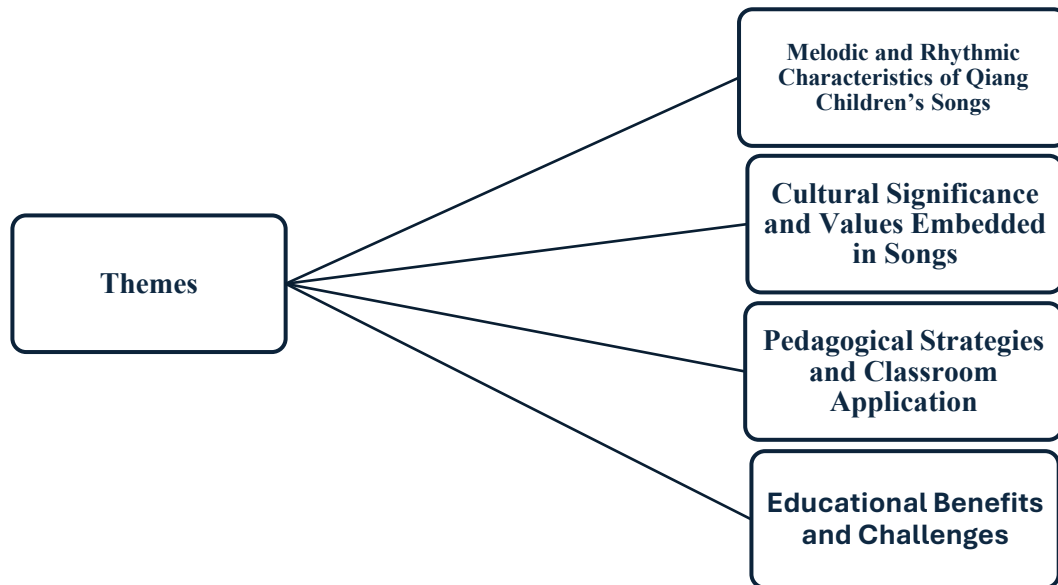 Themes
Melodic and Rhythmic
Characteristics of Qiang
Children’s Songs
Cultural Significance
and Values Embedded
in Songs
Pedagogical Strategies
and Classroom
Application
Educational Benefits
and Challenges